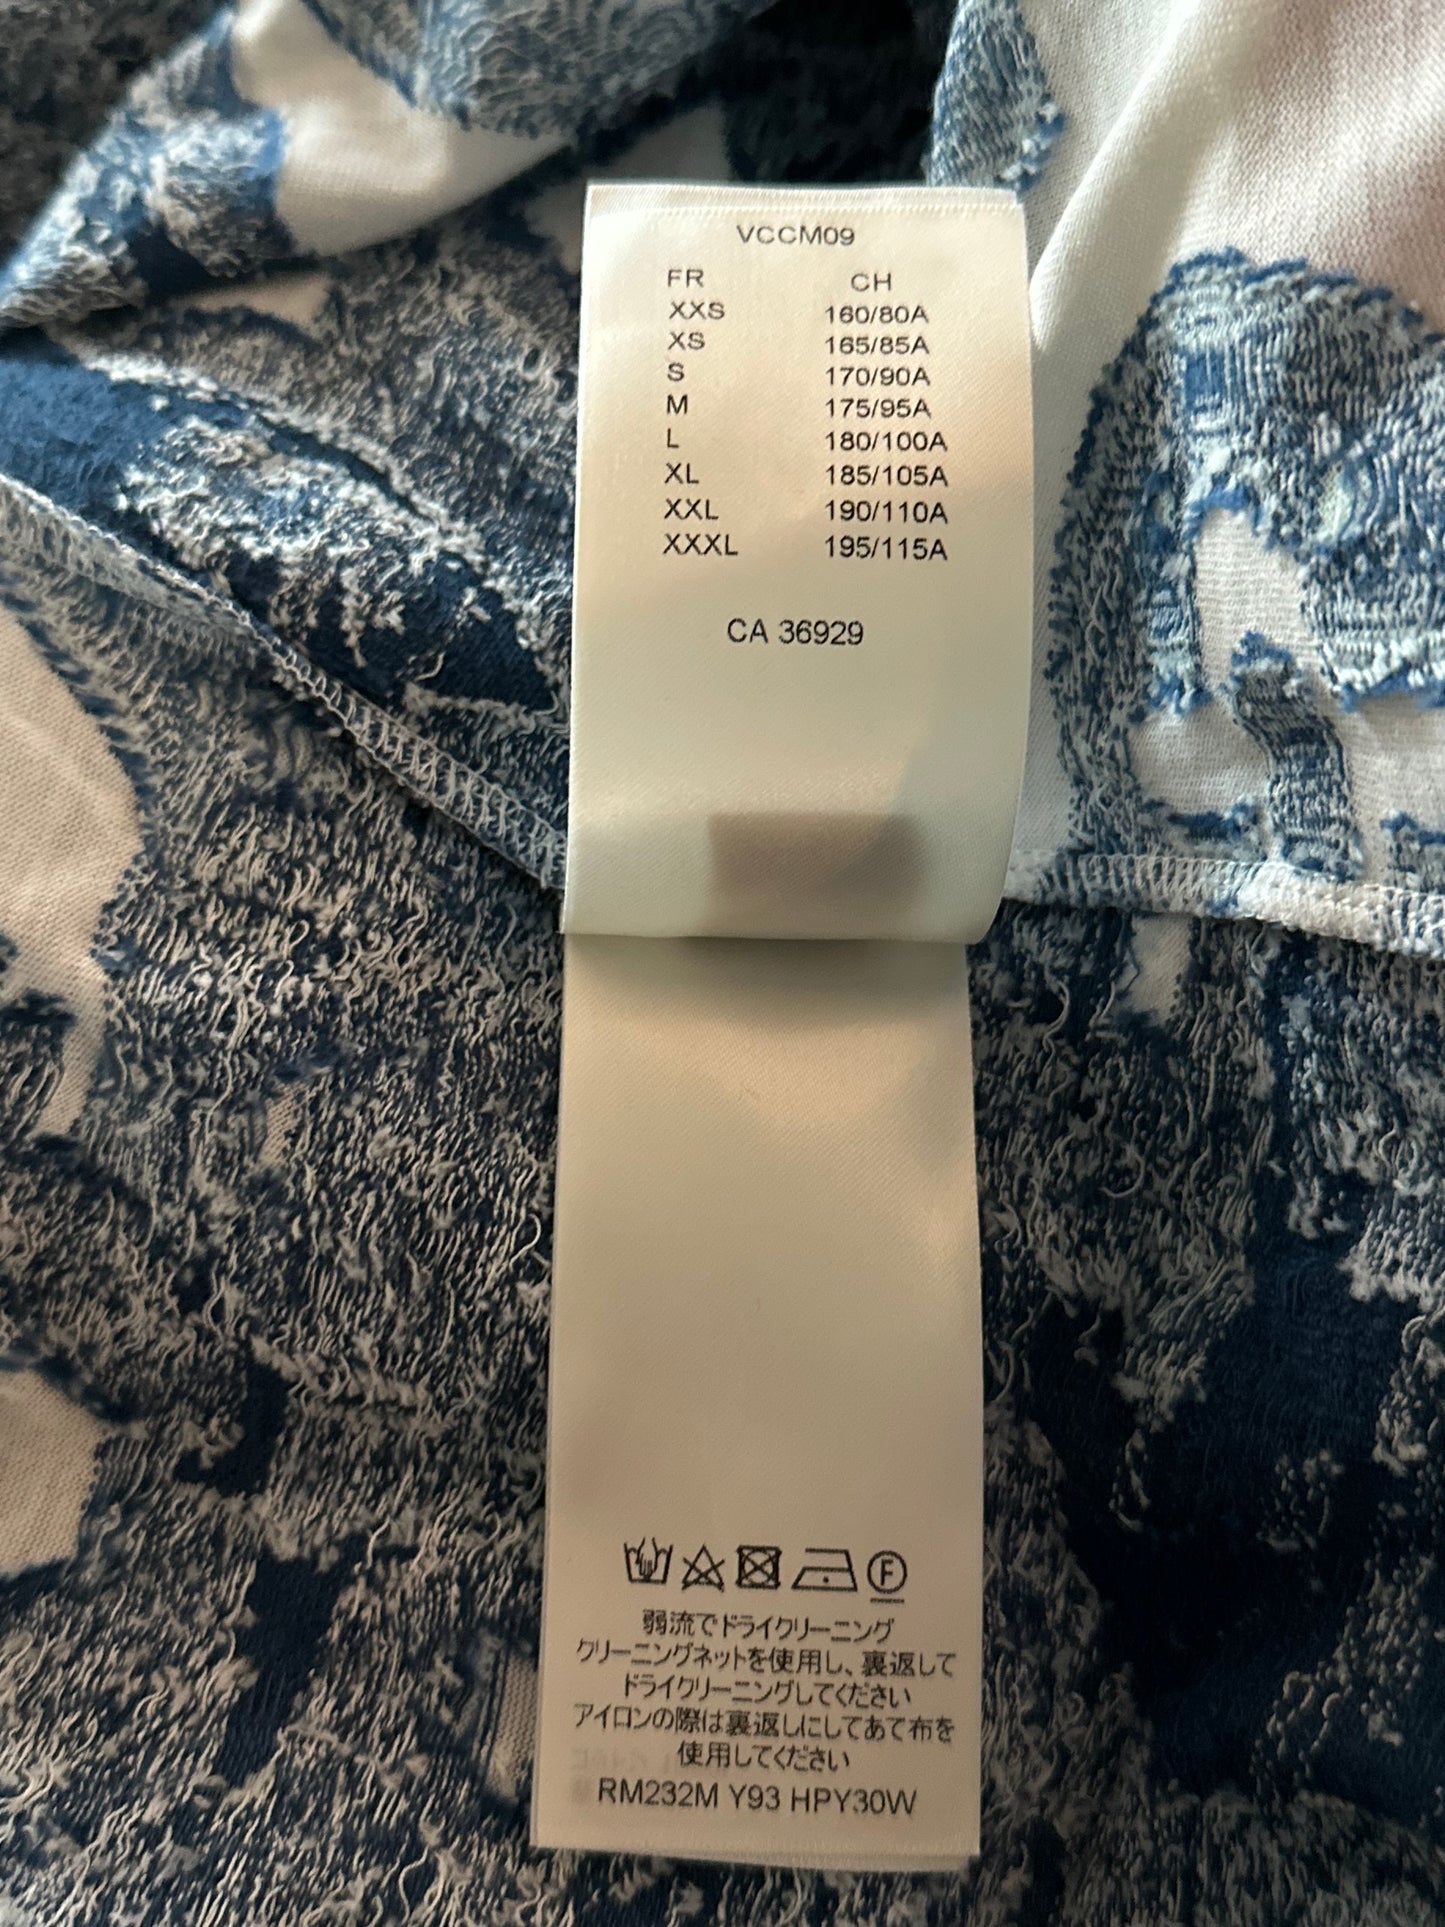 VCCM09
FR CH
XXS 160/80A
XS 165/85A
S 170/90A
M 175/95A
L 180/100A
XL 185/105A
XXL 190/110A
XXXL 195/115A
CA 36929
F
弱流でドライクリーニング
クリーニングネットを使用し、裏返して
ドライクリーニングしてください
アイロンの際は裏返しにしてあて布を
使用してください
RM232M Y93 HPY30W